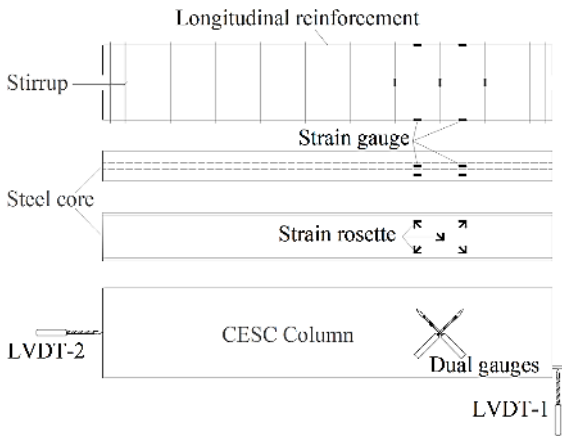 Longitudinal reinforcement
Stirrup
Strain gauge
Steel core
Strain rosette
CESC Column
LVDT-2
Dual gauges
LVDT-1